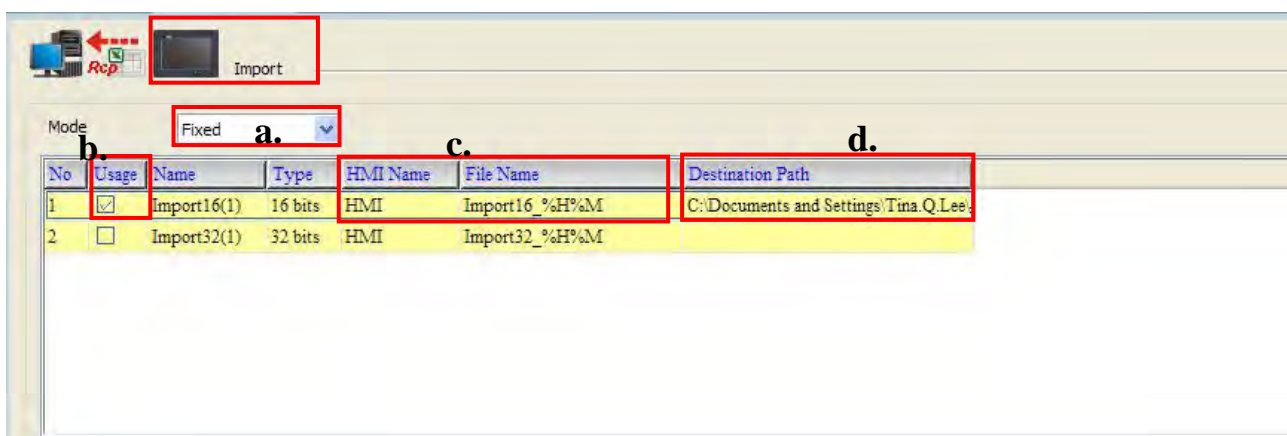 Rcp
Import
Mode Fixed a.
b. c. d.
No Usage Name Type HMI Name File Name Destination Path
1 Import16(1) 16 bits HMI Import16_%H%M C:\Documents and Settings\Tina.Q.Lee\
2 Import32(1) 32 bits HMI Import32_%H%M